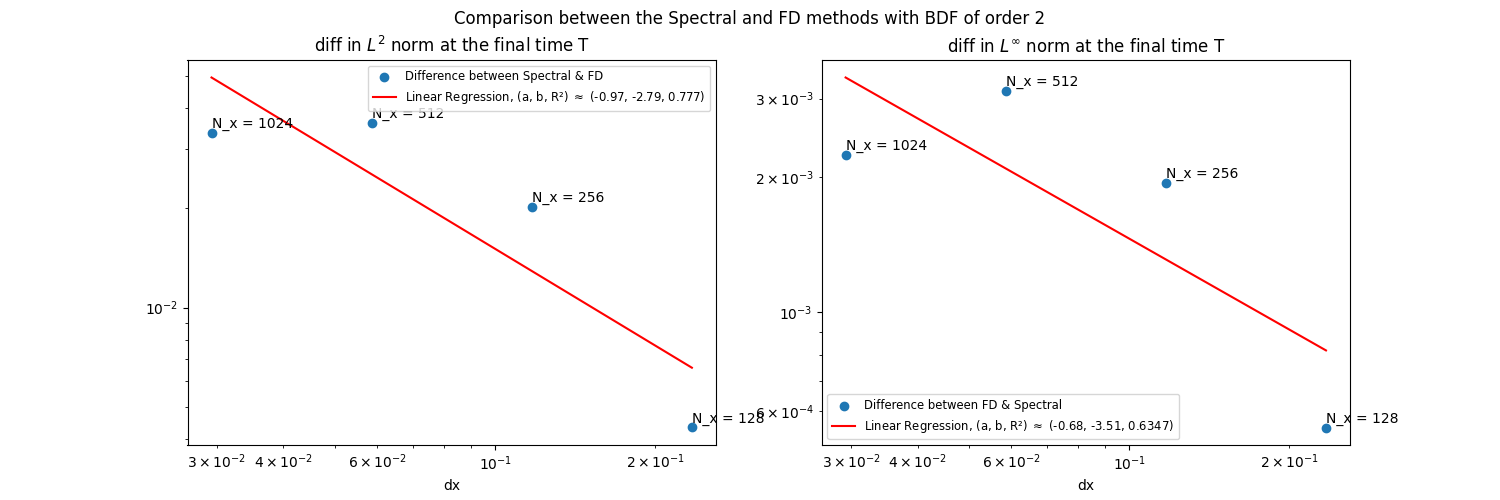 Comparison between the Spectral and FD methods with BDF of order 2
diff in L² norm at the final time T
Difference between Spectral & FD
Linear Regression, (a, b, R²) ≈ (-0.97, -2.79, 0.777)
N_x = 512
N_x = 1024
N_x = 256
N_x = 128
10⁻²
3 × 10⁻² 4 × 10⁻² 6 × 10⁻² 10⁻¹ 2 × 10⁻¹
dx
diff in L^∞ norm at the final time T
N_x = 512
N_x = 1024
N_x = 256
N_x = 128
3 × 10⁻³
2 × 10⁻³
10⁻³
6 × 10⁻⁴
Difference between FD & Spectral
Linear Regression, (a, b, R²) ≈ (-0.68, -3.51, 0.6347)
3 × 10⁻² 4 × 10⁻² 6 × 10⁻² 10⁻¹ 2 × 10⁻¹
dx